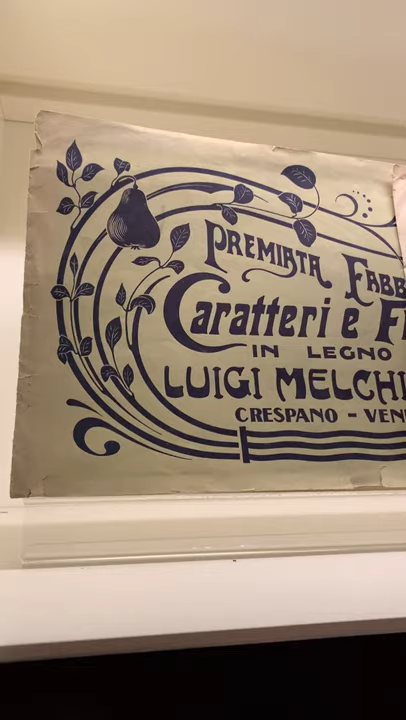 PREMIATA FABB
Caratteri e F
IN LEGNO
LUIGI MELCHI
CRESPANO - VEN